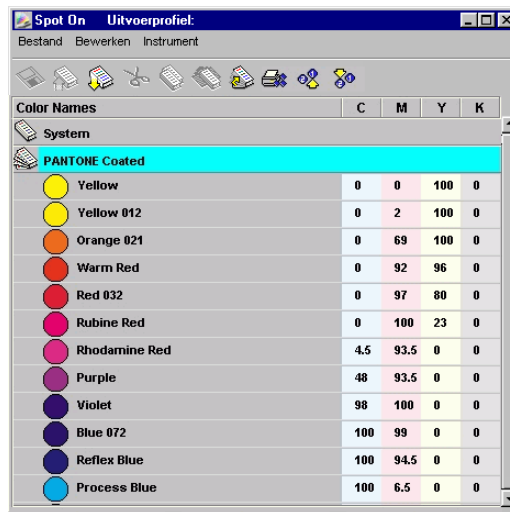 Spot On Uitvoerprofiel:
Bestand Bewerken Instrument
Color Names C M Y K
System
PANTONE Coated
Yellow 0 0 100 0
Yellow 012 0 2 100 0
Orange 021 0 69 100 0
Warm Red 0 92 96 0
Red 032 0 97 80 0
Rubine Red 0 100 23 0
Rhodamine Red 4.5 93.5 0 0
Purple 48 93.5 0 0
Violet 98 100 0 0
Blue 072 100 99 0 0
Reflex Blue 100 94.5 0 0
Process Blue 100 6.5 0 0